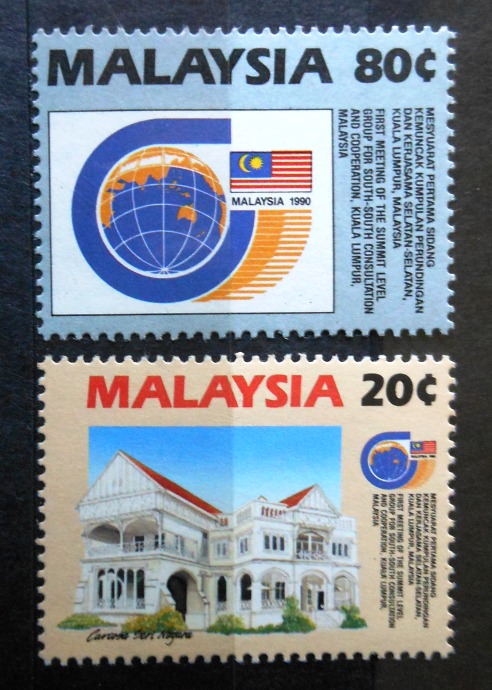 MALAYSIA 80¢
MALAYSIA 1990
MESYUARAT PERTAMA SIDANG
KEMUNCAK KUMPULAN PERUNDINGAN
DAN KERJASAMA SELATAN-SELATAN,
KUALA LUMPUR, MALAYSIA
FIRST MEETING OF THE SUMMIT LEVEL
GROUP FOR SOUTH-SOUTH CONSULTATION
AND COOPERATION, KUALA LUMPUR,
MALAYSIA
MALAYSIA 20¢
MALAYSIA 1990
MESYUARAT PERTAMA SIDANG
KEMUNCAK KUMPULAN PERUNDINGAN
DAN KERJASAMA SELATAN-SELATAN,
KUALA LUMPUR, MALAYSIA
FIRST MEETING OF THE SUMMIT LEVEL
GROUP FOR SOUTH-SOUTH CONSULTATION
AND COOPERATION, KUALA LUMPUR,
MALAYSIA
Carcosa Seri Negara